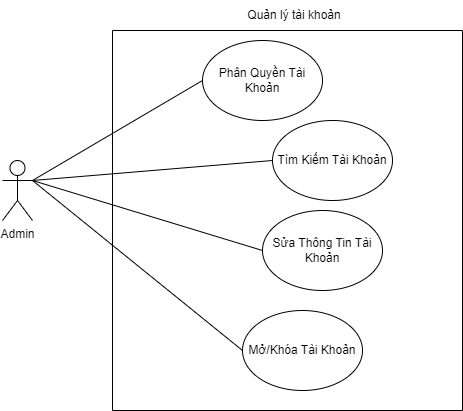 Quản lý tài khoản
Phân Quyền Tài
Khoản
Tìm Kiếm Tài Khoản
Admin
Sửa Thông Tin Tài
Khoản
Mở/Khóa Tài Khoản